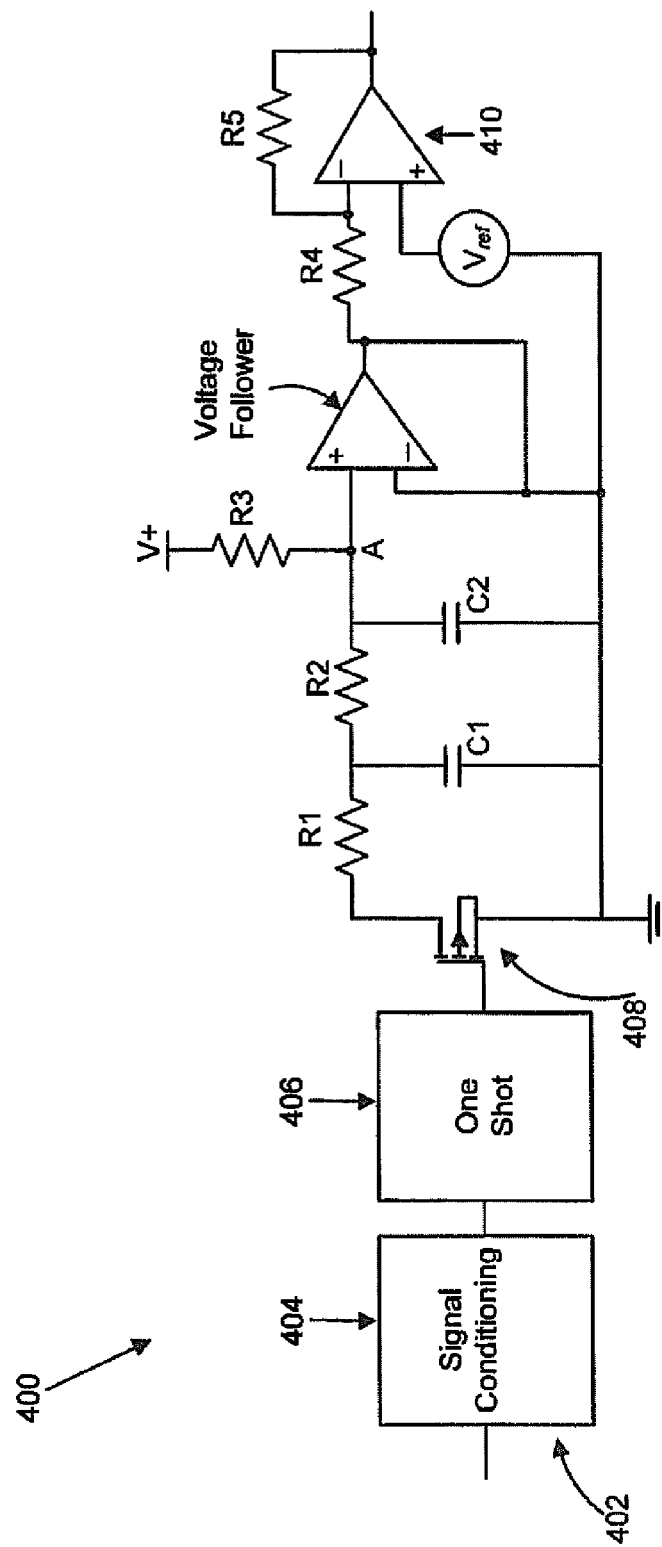 400
402
404
Signal
Conditioning
406
One
Shot
408
R1
C1
R2
C2
V+
R3
A
Voltage
Follower
+
−
R4
R5
−
+
410
Vref